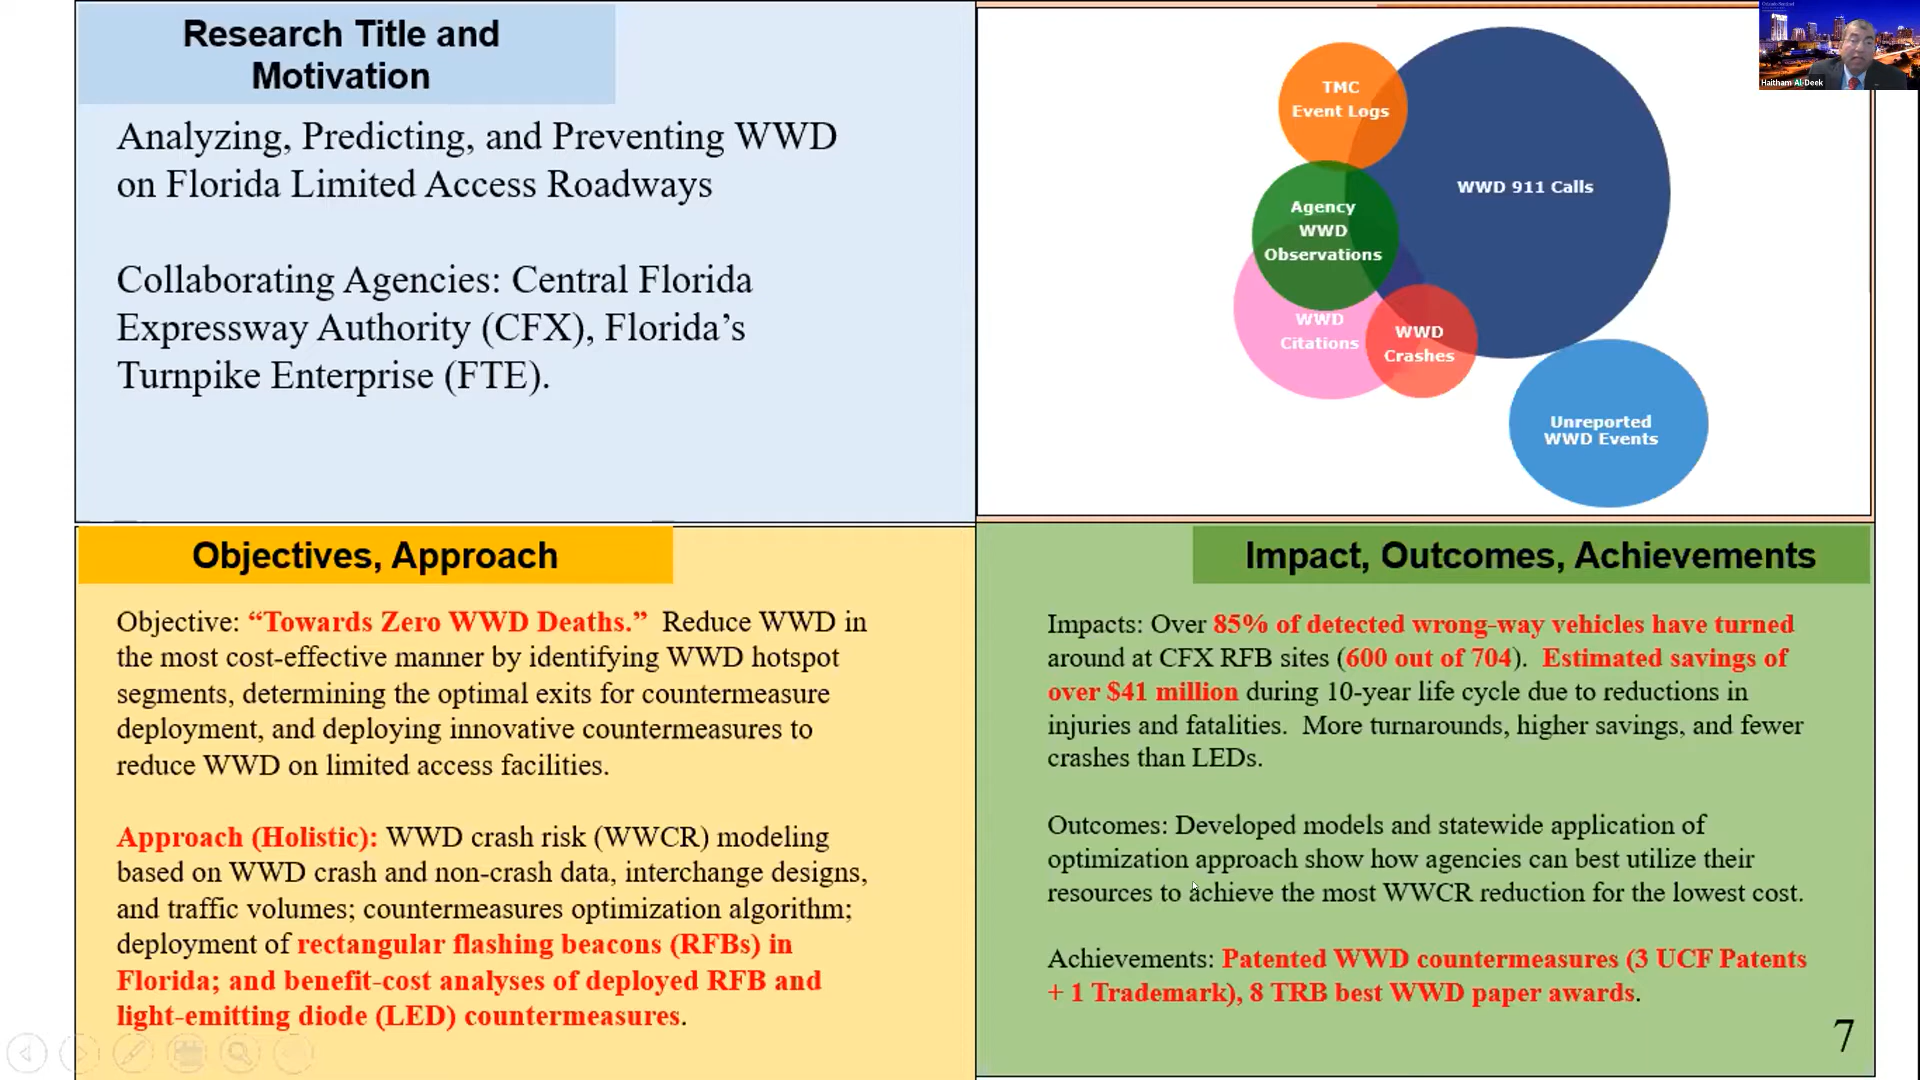 Research Title and
Motivation
Analyzing, Predicting, and Preventing WWD
on Florida Limited Access Roadways
Collaborating Agencies: Central Florida
Expressway Authority (CFX), Florida’s
Turnpike Enterprise (FTE).
TMC
Event Logs
WWD 911 Calls
Agency
WWD
Observations
WWD
Citations
WWD
Crashes
Unreported
WWD Events
Haitham Al-Deek
Objectives, Approach
Objective: “Towards Zero WWD Deaths.” Reduce WWD in
the most cost-effective manner by identifying WWD hotspot
segments, determining the optimal exits for countermeasure
deployment, and deploying innovative countermeasures to
reduce WWD on limited access facilities.
Approach (Holistic): WWD crash risk (WWCR) modeling
based on WWD crash and non-crash data, interchange designs,
and traffic volumes; countermeasures optimization algorithm;
deployment of rectangular flashing beacons (RFBs) in
Florida; and benefit-cost analyses of deployed RFB and
light-emitting diode (LED) countermeasures.
Impact, Outcomes, Achievements
Impacts: Over 85% of detected wrong-way vehicles have turned
around at CFX RFB sites (600 out of 704). Estimated savings of
over $41 million during 10-year life cycle due to reductions in
injuries and fatalities. More turnarounds, higher savings, and fewer
crashes than LEDs.
Outcomes: Developed models and statewide application of
optimization approach show how agencies can best utilize their
resources to achieve the most WWCR reduction for the lowest cost.
Achievements: Patented WWD countermeasures (3 UCF Patents
+ 1 Trademark), 8 TRB best WWD paper awards.
7